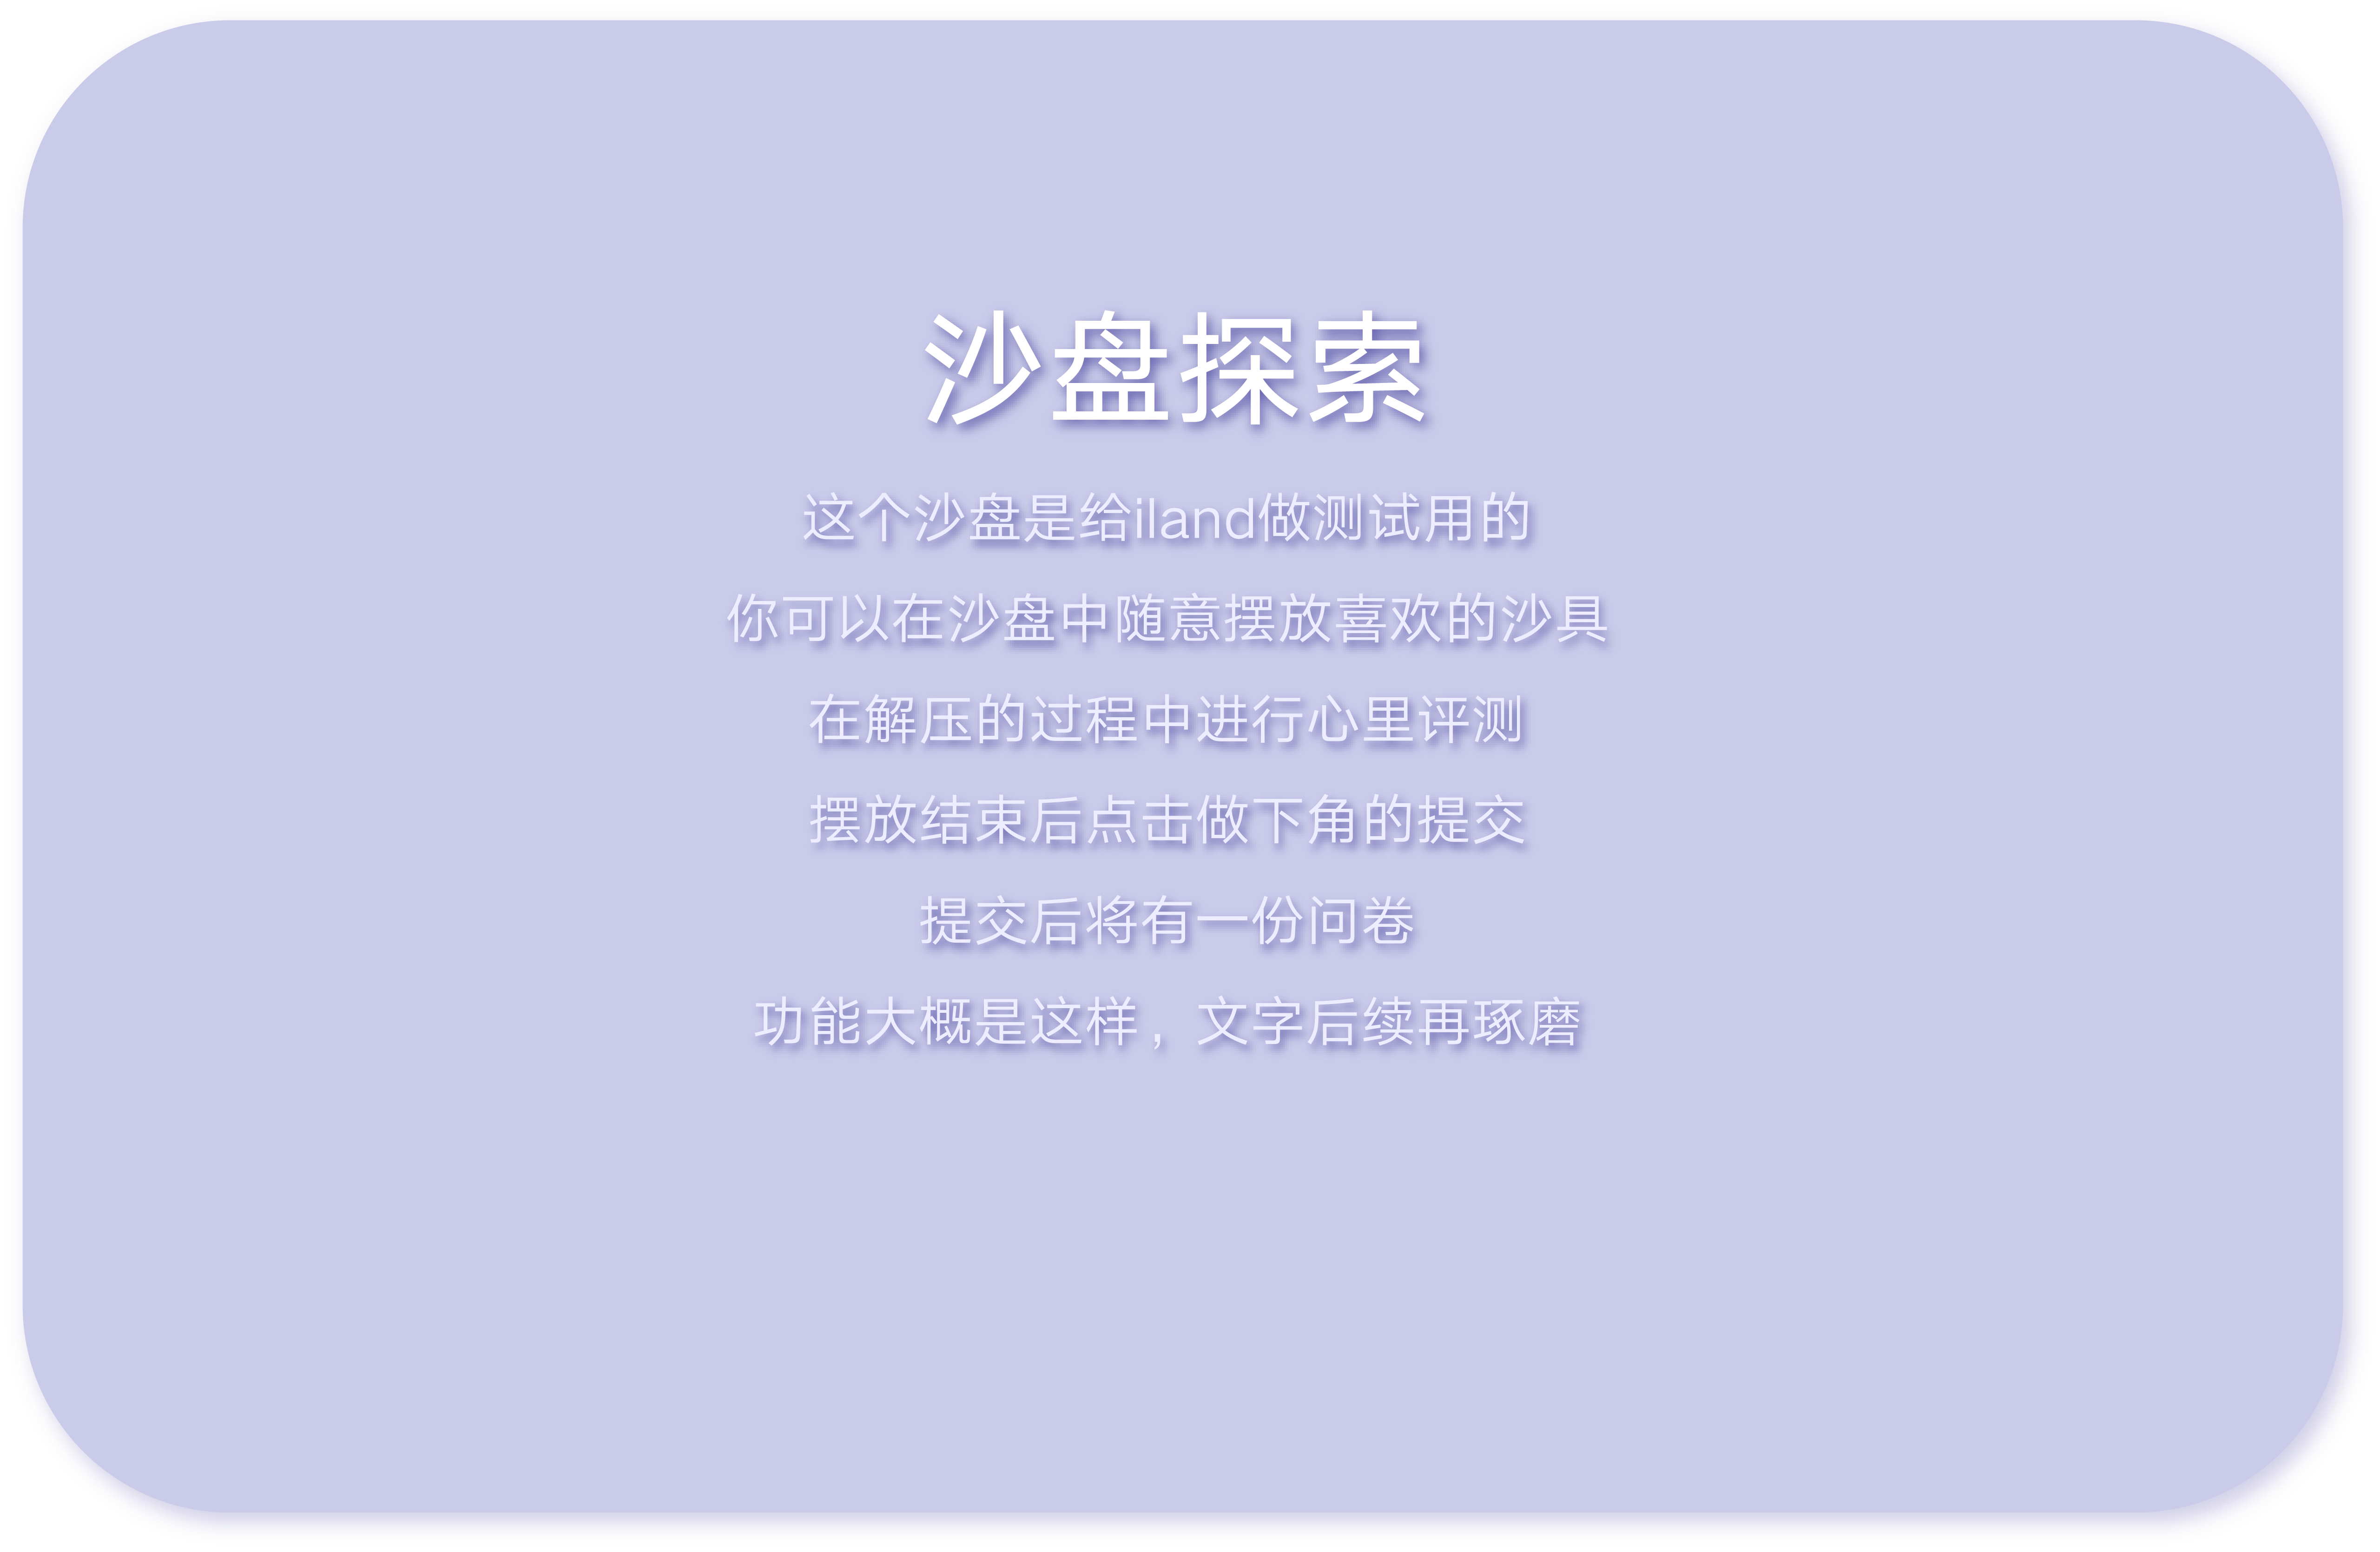 沙盘探索
这个沙盘是给iland做测试用的
你可以在沙盘中随意摆放喜欢的沙具
在解压的过程中进行心里评测
摆放结束后点击做下角的提交
提交后将有一份问卷
功能大概是这样，文字后续再琢磨